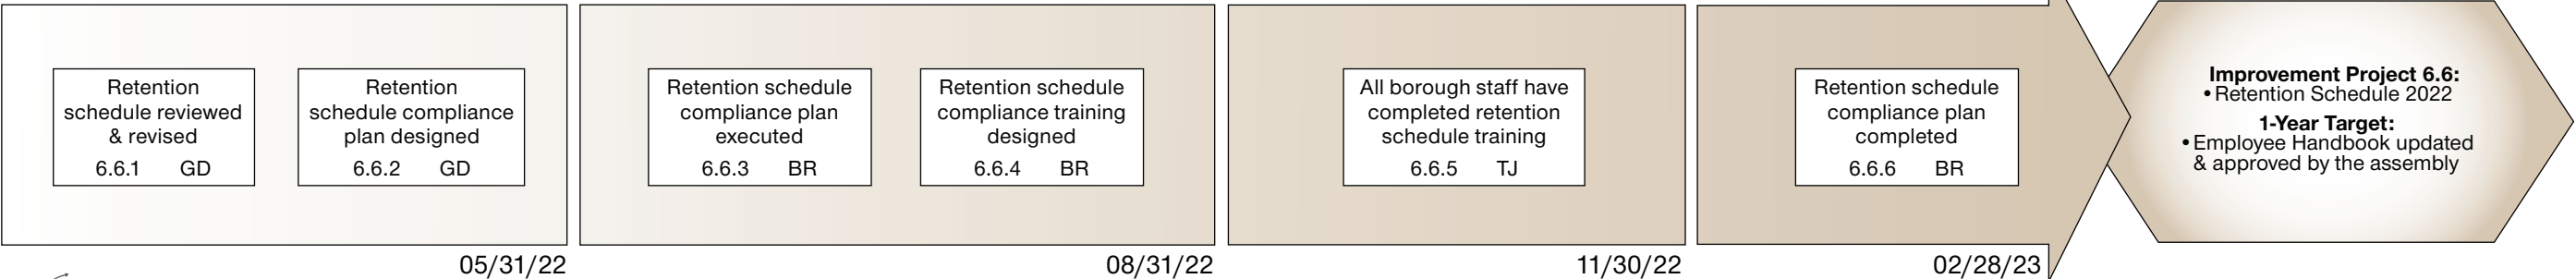 Retention
schedule reviewed
& revised
6.6.1 GD
Retention
schedule compliance
plan designed
6.6.2 GD
05/31/22
Retention schedule
compliance plan
executed
6.6.3 BR
Retention schedule
compliance training
designed
6.6.4 BR
08/31/22
All borough staff have
completed retention
schedule training
6.6.5 TJ
11/30/22
Retention schedule
compliance plan
completed
6.6.6 BR
02/28/23
Improvement Project 6.6:
• Retention Schedule 2022
1-Year Target:
• Employee Handbook updated
& approved by the assembly